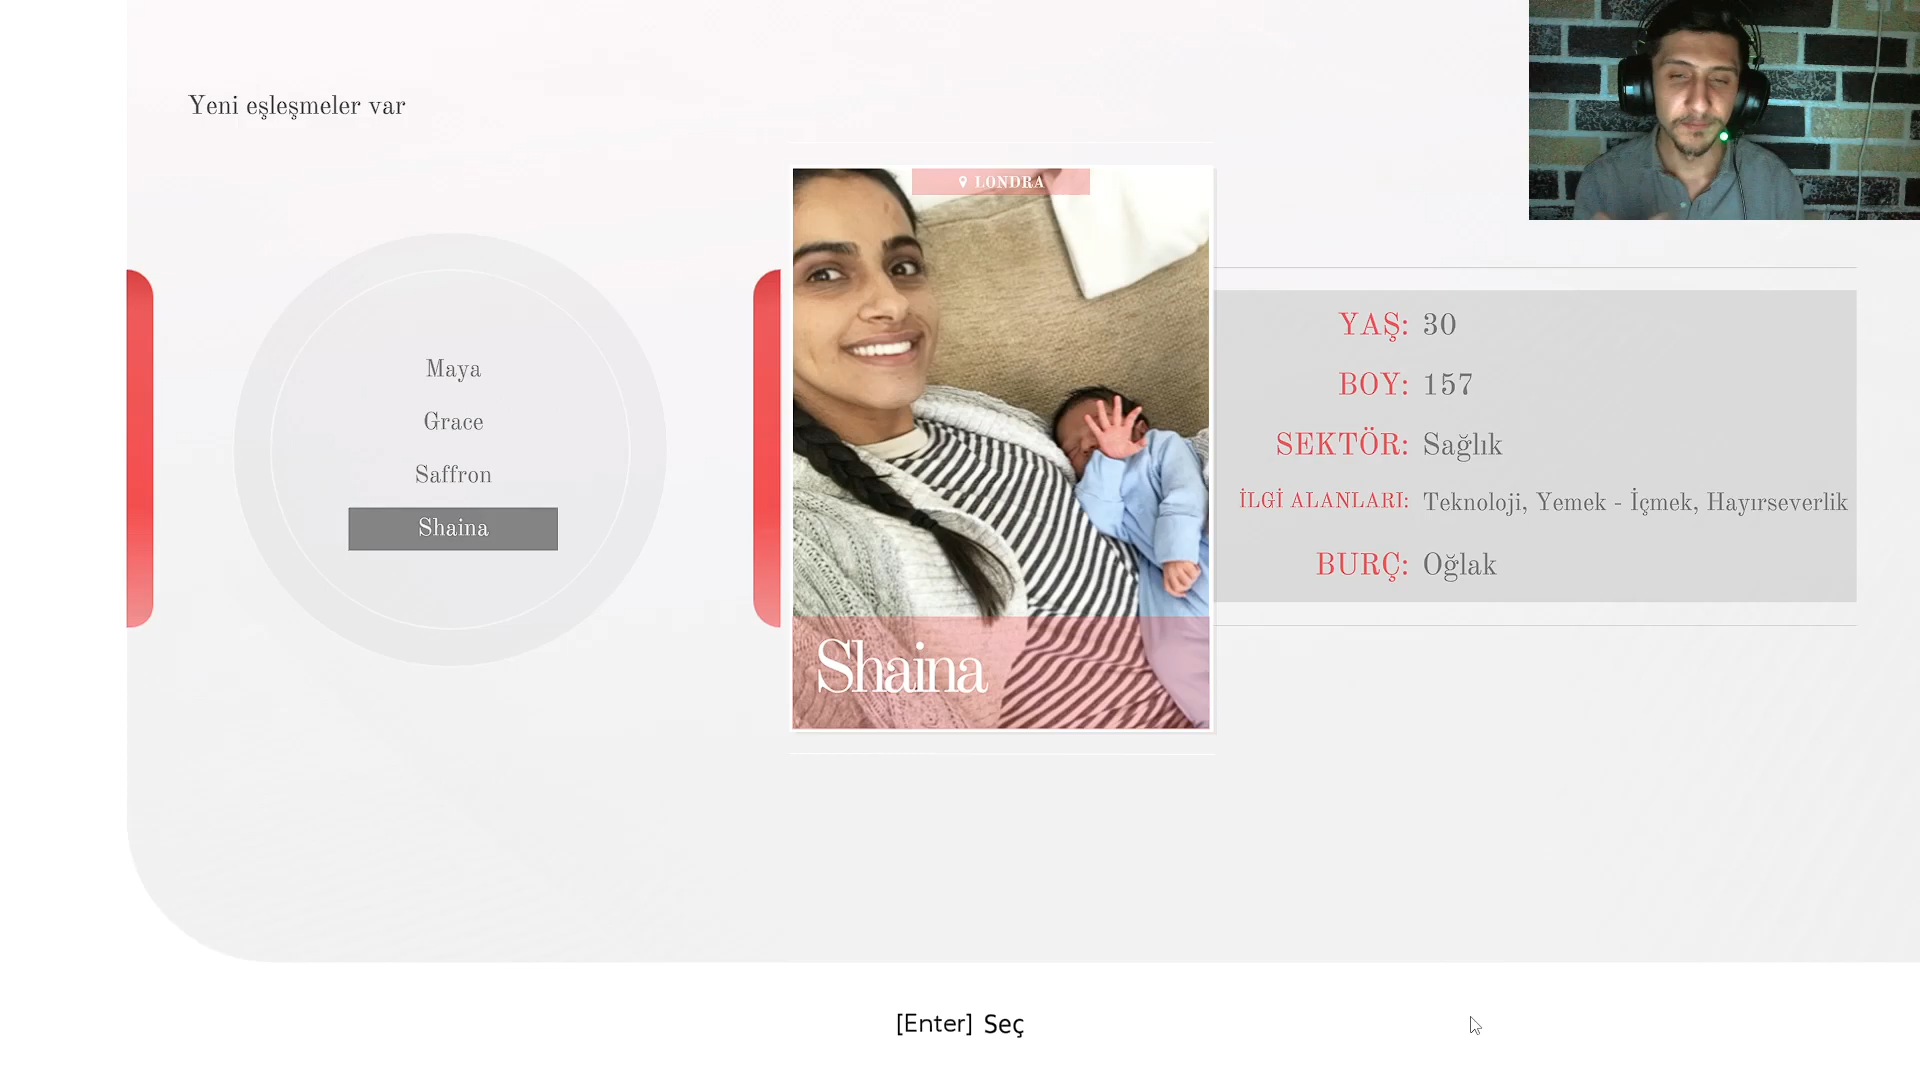 Yeni eşleşmeler var
Maya
Grace
Saffron
Shaina
LONDRA
Shaina
YAŞ: 30
BOY: 157
SEKTÖR: Sağlık
İLGİ ALANLARI: Teknoloji, Yemek - İçmek, Hayırseverlik
BURÇ: Oğlak
[Enter] Seç